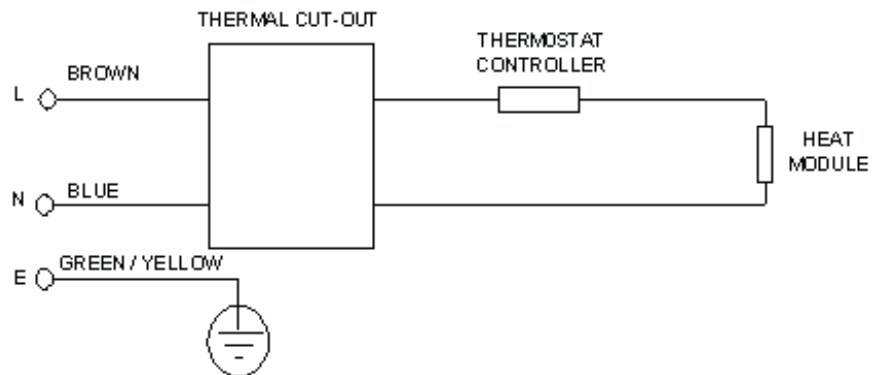 THERMAL CUT-OUT
THERMOSTAT
CONTROLLER
L
BROWN
HEAT
MODULE
N
BLUE
E
GREEN / YELLOW